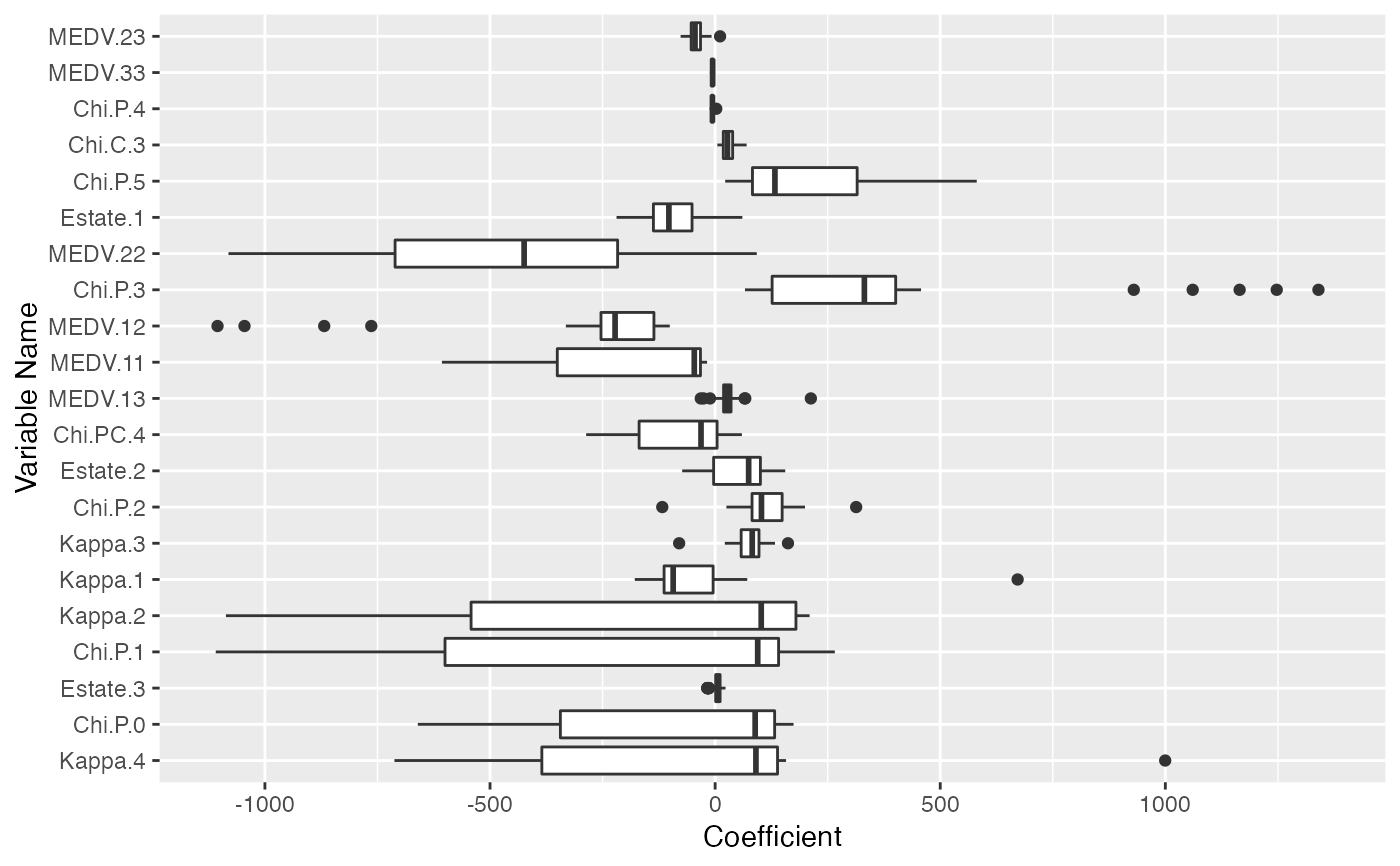 MEDV.23
MEDV.33
Chi.P.4
Chi.C.3
Chi.P.5
Estate.1
MEDV.22
Chi.P.3
MEDV.12
MEDV.11
MEDV.13
Chi.PC.4
Estate.2
Chi.P.2
Kappa.3
Kappa.1
Kappa.2
Chi.P.1
Estate.3
Chi.P.0
Kappa.4
Variable Name
-1000 -500 0 500 1000
Coefficient